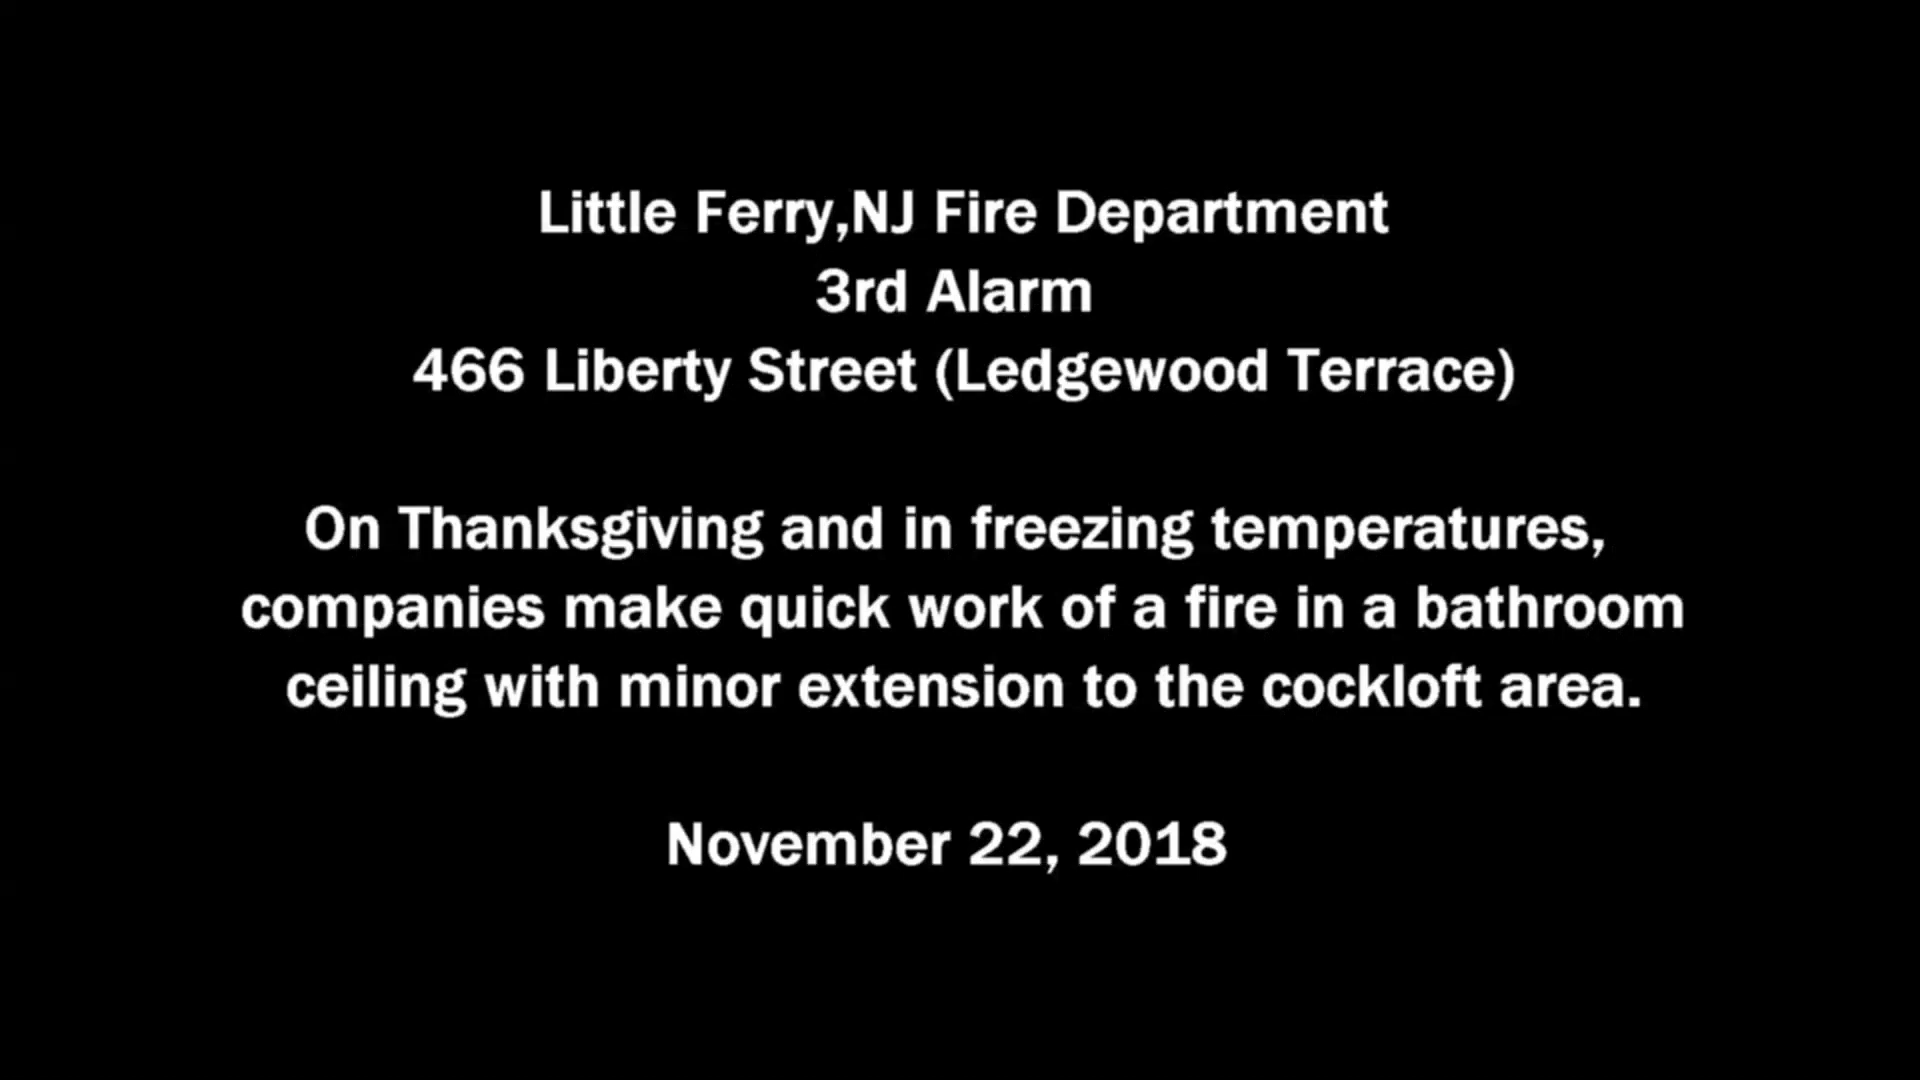 Little Ferry,NJ Fire Department
3rd Alarm
466 Liberty Street (Ledgewood Terrace)
On Thanksgiving and in freezing temperatures,
companies make quick work of a fire in a bathroom
ceiling with minor extension to the cockloft area.
November 22, 2018